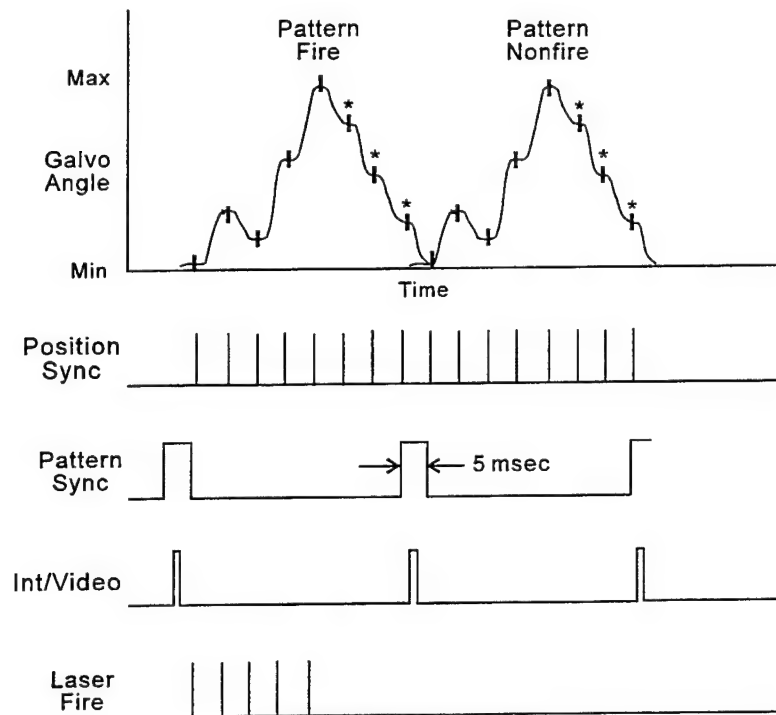 Pattern
Fire
Pattern
Nonfire
Max
*
*
*
*
*
*
Galvo
Angle
Min
Time
Position
Sync
Pattern
Sync
5 msec
Int/Video
Laser
Fire